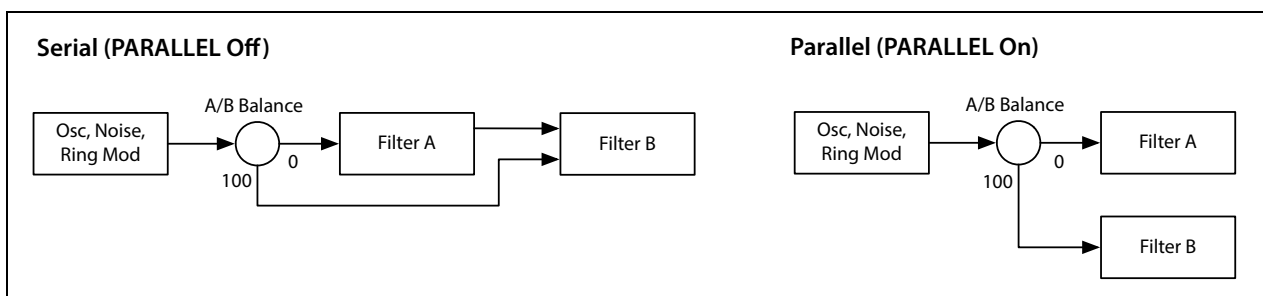 Serial (PARALLEL Off)
A/B Balance
Osc, Noise,
Ring Mod
0
100
Filter A
Filter B
Parallel (PARALLEL On)
A/B Balance
Osc, Noise,
Ring Mod
0
100
Filter A
Filter B